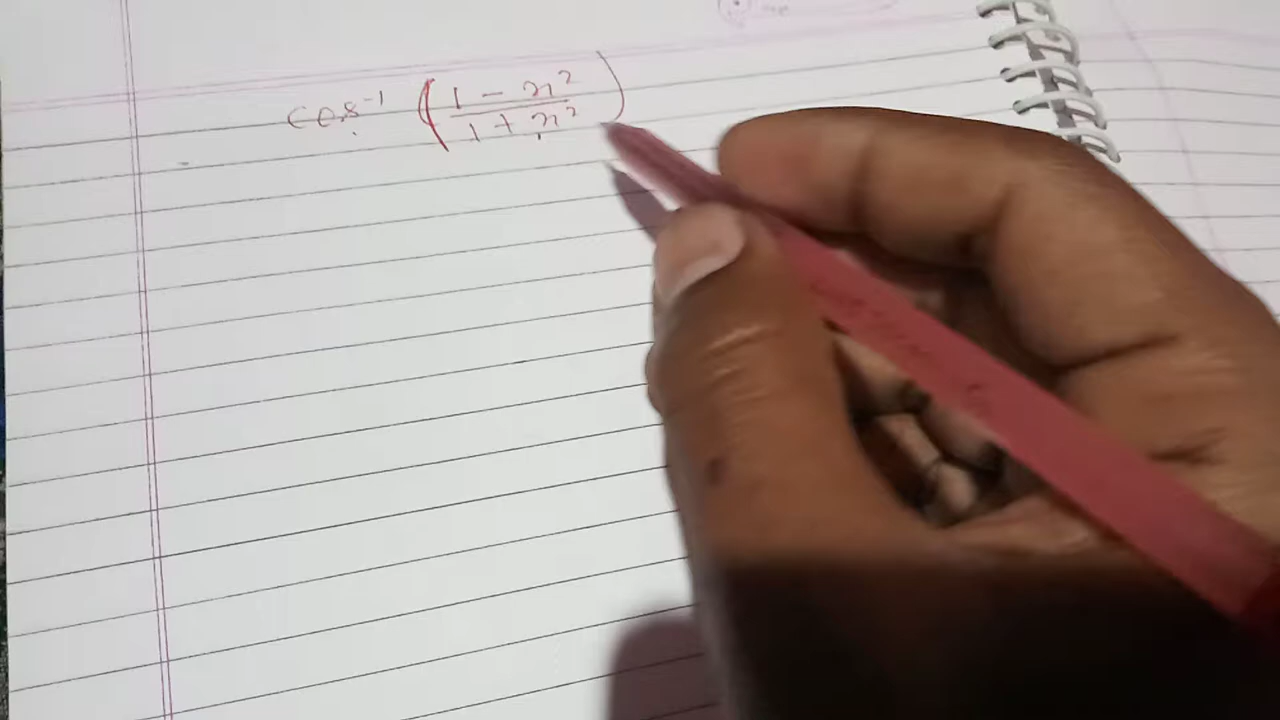 cos⁻¹ (1 - x² / 1 + x²)